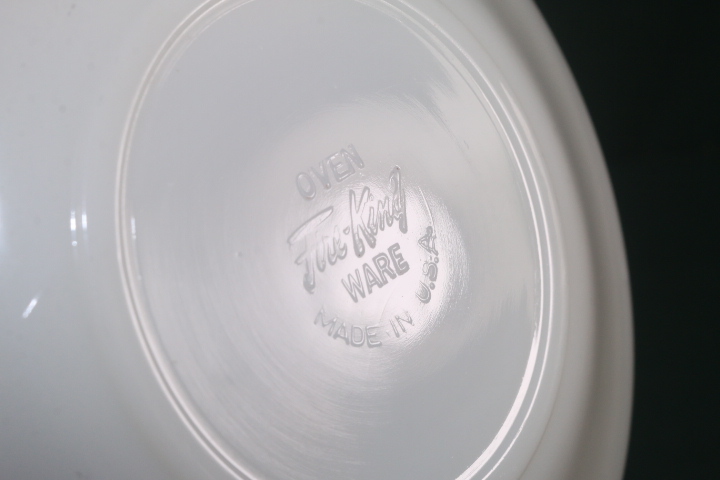 OVEN
Fire-King
WARE
MADE IN U.S.A.